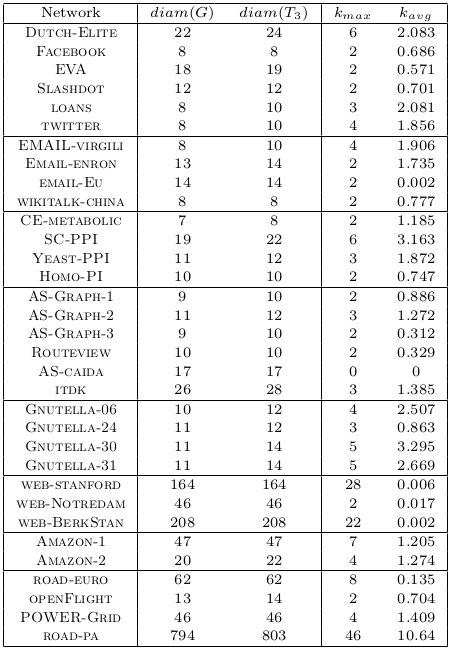 Network diam(G) diam(T3) kmax kavg
Dutch-Elite 22 24 6 2.083
Facebook 8 8 2 0.686
EVA 18 19 2 0.571
Slashdot 12 12 2 0.701
loans 8 10 3 2.081
twitter 8 10 4 1.856
EMAIL-virgili 8 10 4 1.906
Email-enron 13 14 2 1.735
email-Eu 14 14 2 0.002
wikitalk-china 8 8 2 0.777
CE-metabolic 7 8 2 1.185
SC-PPI 19 22 6 3.163
Yeast-PPI 11 12 3 1.872
Homo-PI 10 10 2 0.747
AS-Graph-1 9 10 2 0.886
AS-Graph-2 11 12 3 1.272
AS-Graph-3 9 10 2 0.312
Routeview 10 10 2 0.329
AS-caida 17 17 0 0
itdk 26 28 3 1.385
Gnutella-06 10 12 4 2.507
Gnutella-24 11 12 3 0.863
Gnutella-30 11 14 5 3.295
Gnutella-31 11 14 5 2.669
web-stanford 164 164 28 0.006
web-Notredam 46 46 2 0.017
web-BerkStan 208 208 22 0.002
Amazon-1 47 47 7 1.205
Amazon-2 20 22 4 1.274
road-euro 62 62 8 0.135
openFlight 13 14 2 0.704
POWER-Grid 46 46 4 1.409
road-pa 794 803 46 10.64